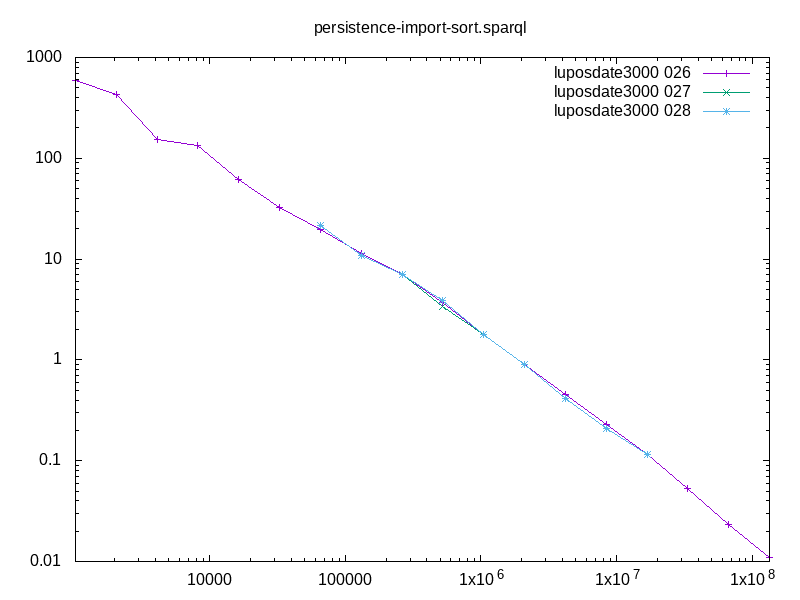 persistence-import-sort.sparql
luposdate3000 026
luposdate3000 027
luposdate3000 028
1000
100
10
1
0.1
0.01
10000 100000 1x10^6 1x10^7 1x10^8